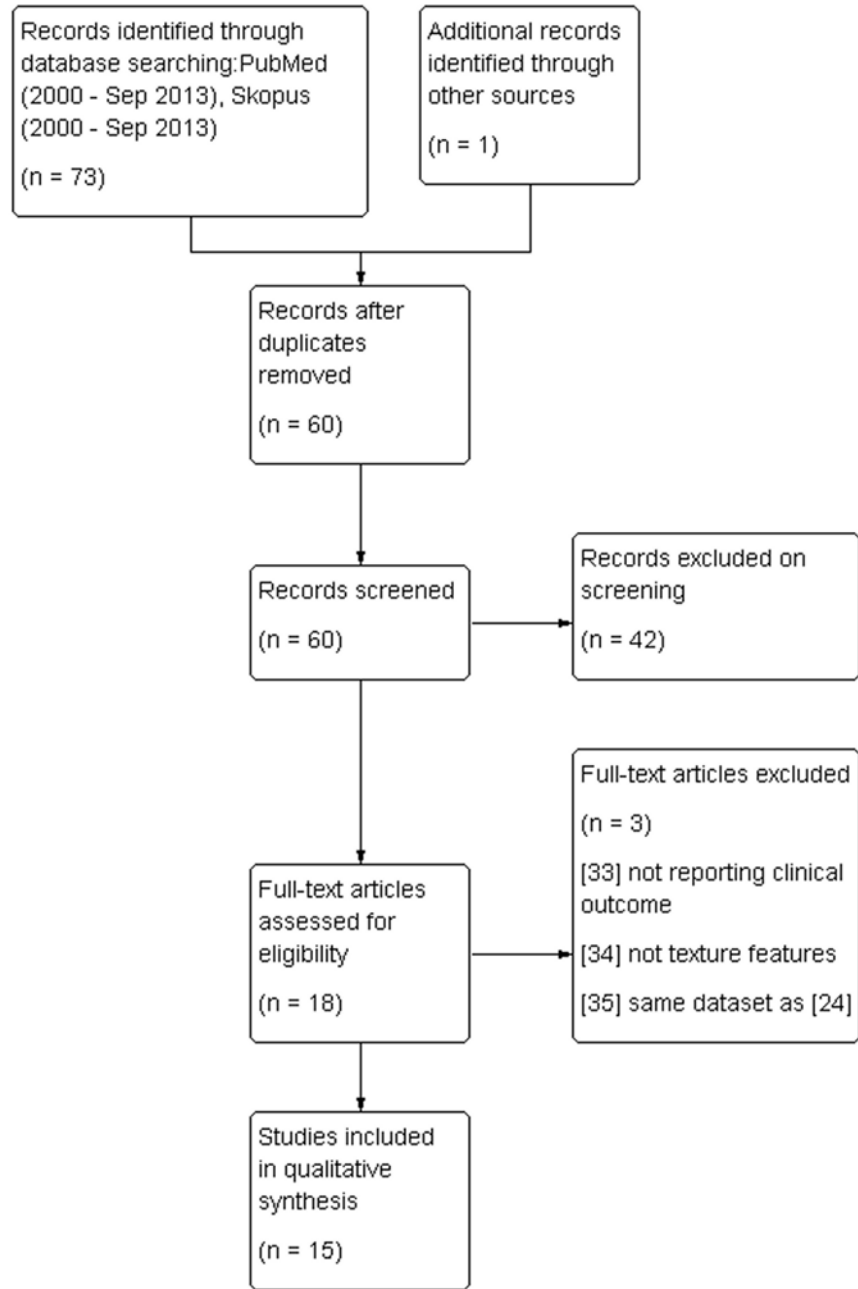 Records identified through
database searching:PubMed
(2000 - Sep 2013), Skopus
(2000 - Sep 2013)
(n = 73)
Additional records
identified through
other sources
(n = 1)
Records after
duplicates
removed
(n = 60)
Records screened
(n = 60)
Records excluded on
screening
(n = 42)
Full-text articles
assessed for
eligibility
(n = 18)
Full-text articles excluded
(n = 3)
[33] not reporting clinical
outcome
[34] not texture features
[35] same dataset as [24]
Studies included
in qualitative
synthesis
(n = 15)